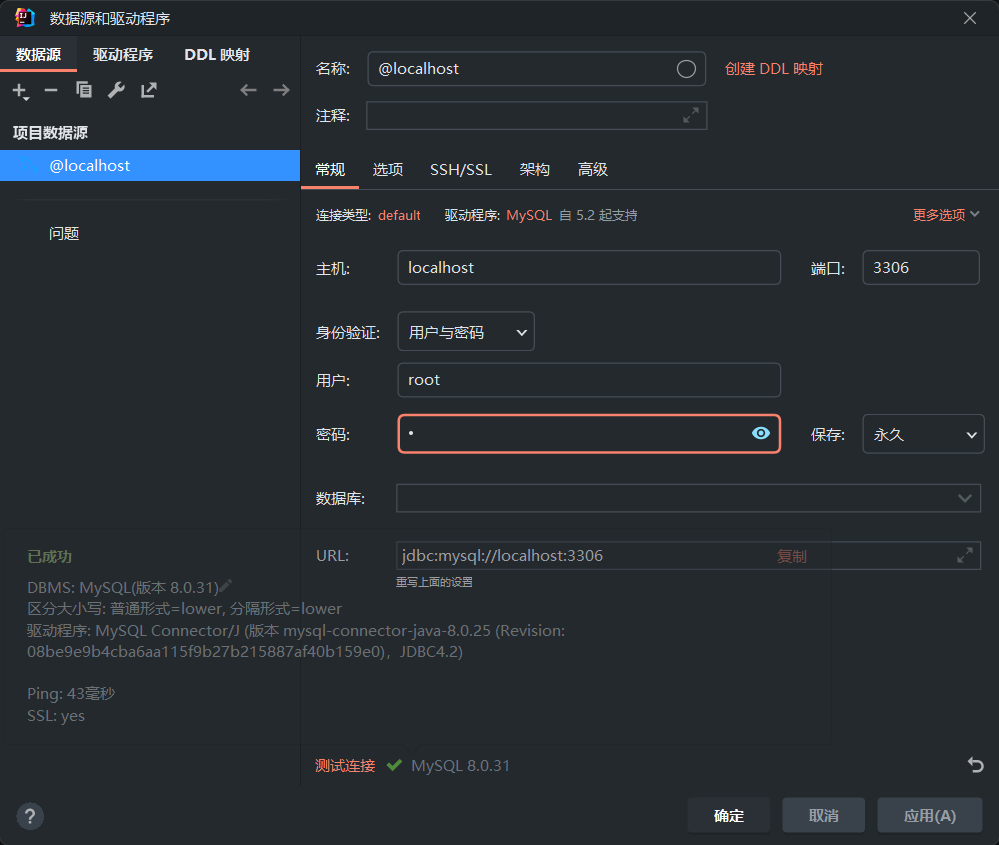 数据源和驱动程序
数据源 驱动程序 DDL 映射
项目数据源
@localhost
问题
名称: @localhost 创建 DDL 映射
注释:
常规 选项 SSH/SSL 架构 高级
连接类型: default 驱动程序: MySQL 自 5.2 起支持 更多选项
主机: localhost 端口: 3306
身份验证: 用户与密码
用户: root
密码: • 保存: 永久
数据库:
URL: jdbc:mysql://localhost:3306 复制
重写上面的设置
已成功
DBMS: MySQL(版本 8.0.31)
区分大小写: 普通形式=lower, 分隔形式=lower
驱动程序: MySQL Connector/J (版本 mysql-connector-java-8.0.25 (Revision:
08be9e9b4cba6aa115f9b27b215887af40b159e0)，JDBC4.2)
Ping: 43毫秒
SSL: yes
测试连接 MySQL 8.0.31
? 确定 取消 应用(A)